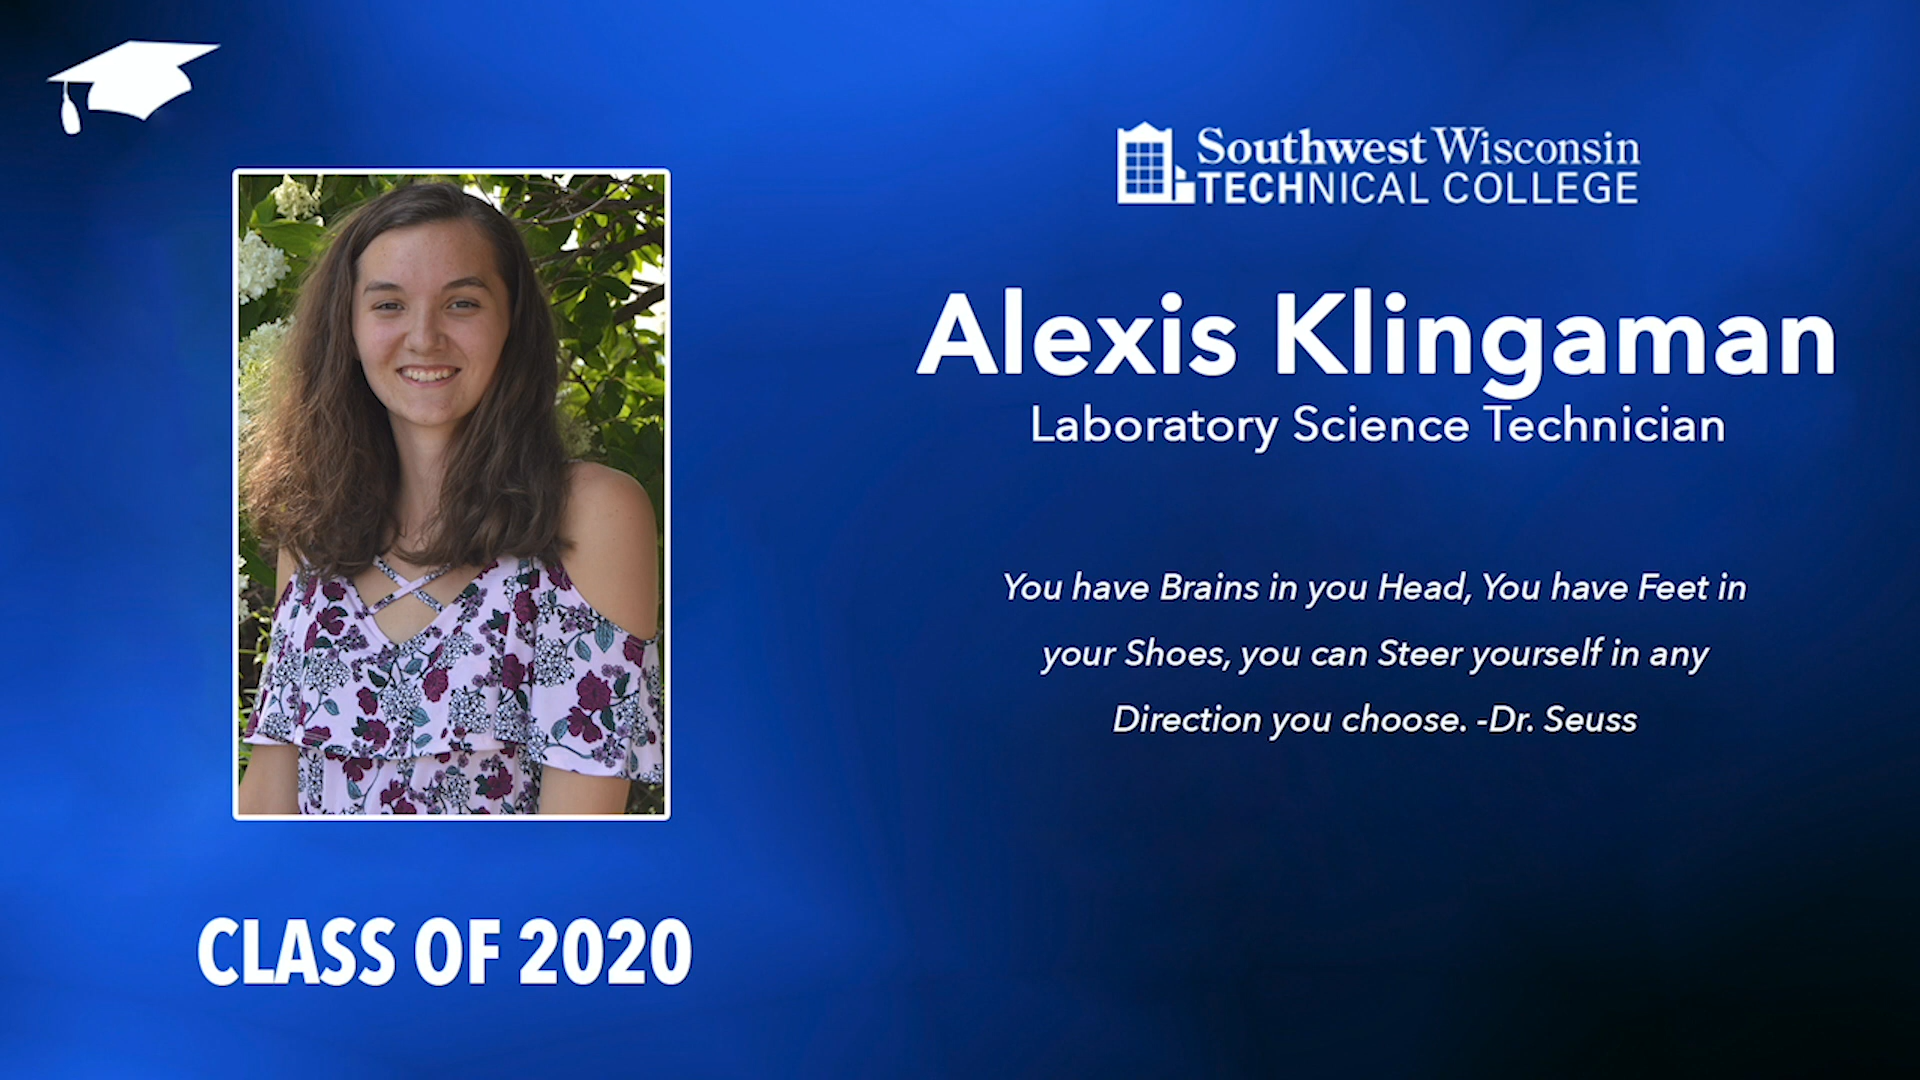 Southwest Wisconsin
TECHNICAL COLLEGE
Alexis Klingaman
Laboratory Science Technician
You have Brains in you Head, You have Feet in
your Shoes, you can Steer yourself in any
Direction you choose. -Dr. Seuss
CLASS OF 2020